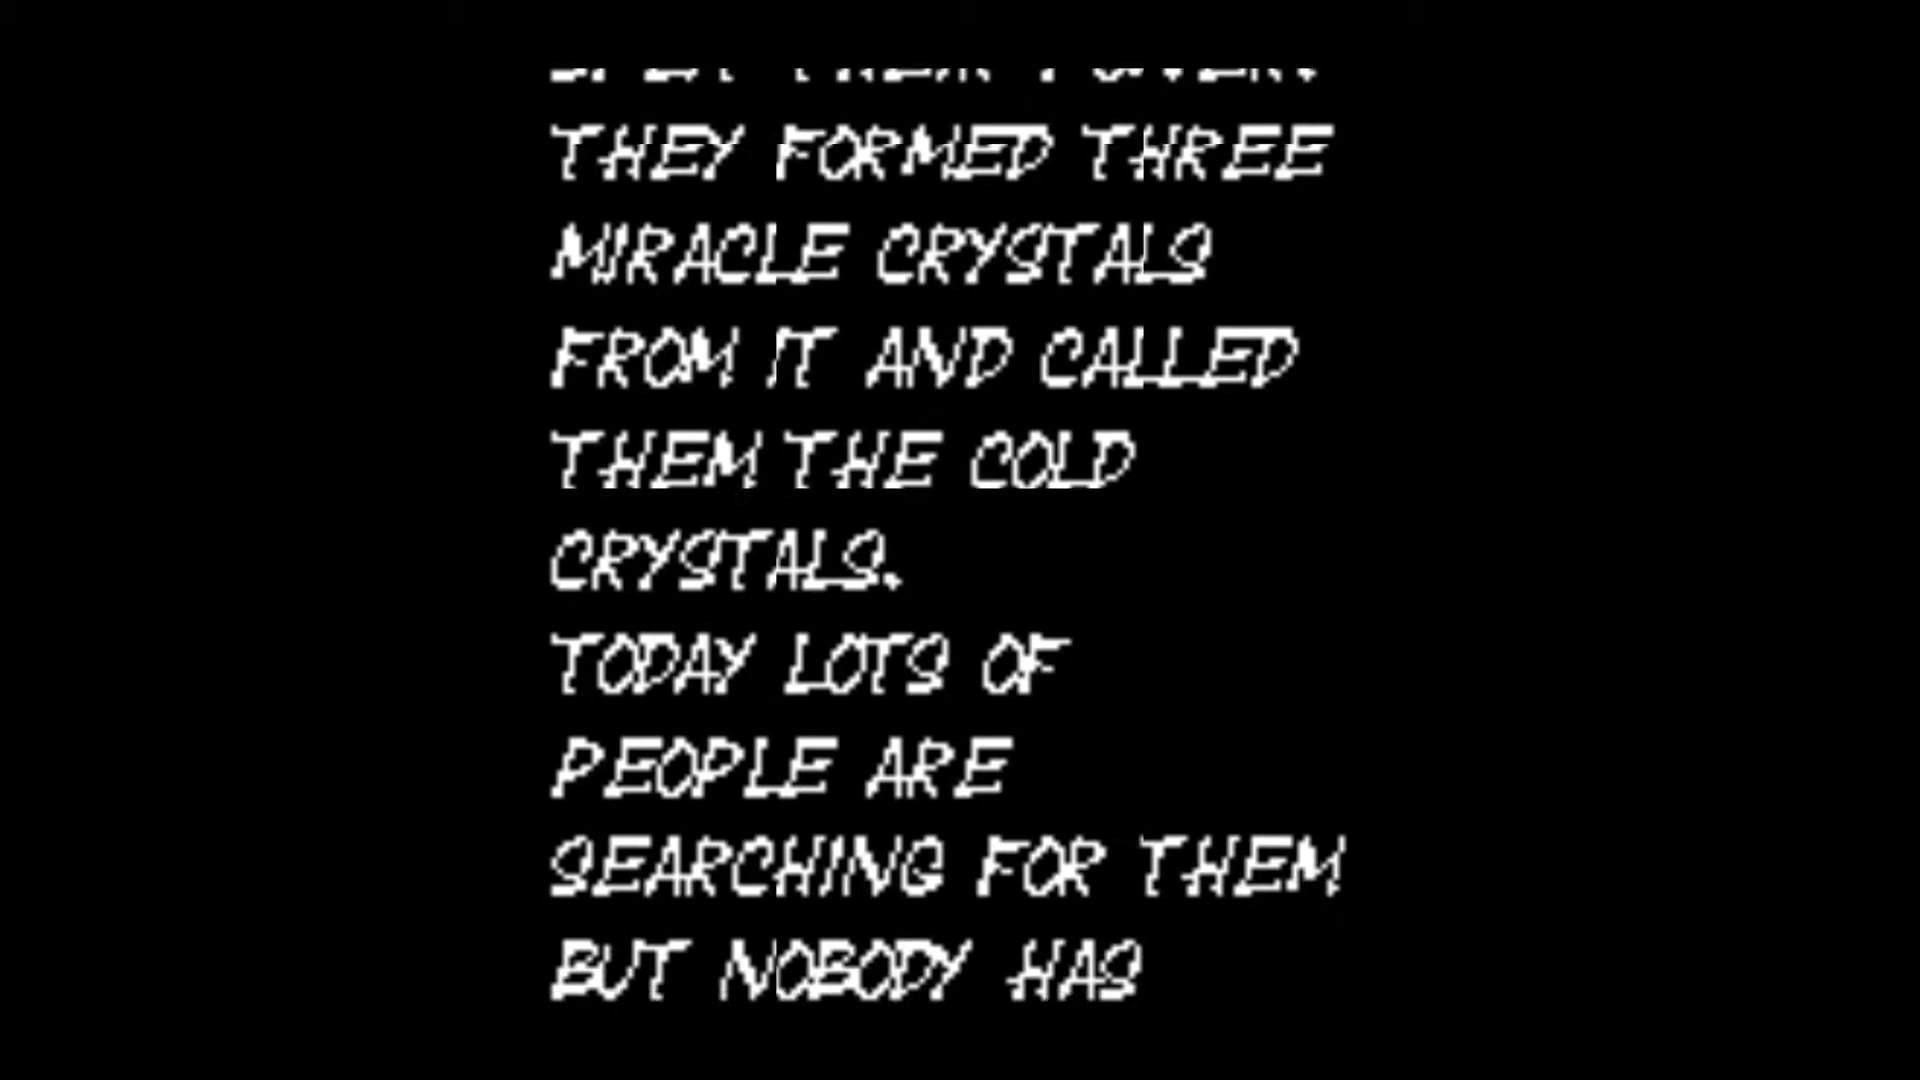 THEY FORMED THREE
MIRACLE CRYSTALS
FROM IT AND CALLED
THEM THE COLD
CRYSTALS.
TODAY LOTS OF
PEOPLE ARE
SEARCHING FOR THEM
BUT NOBODY HAS